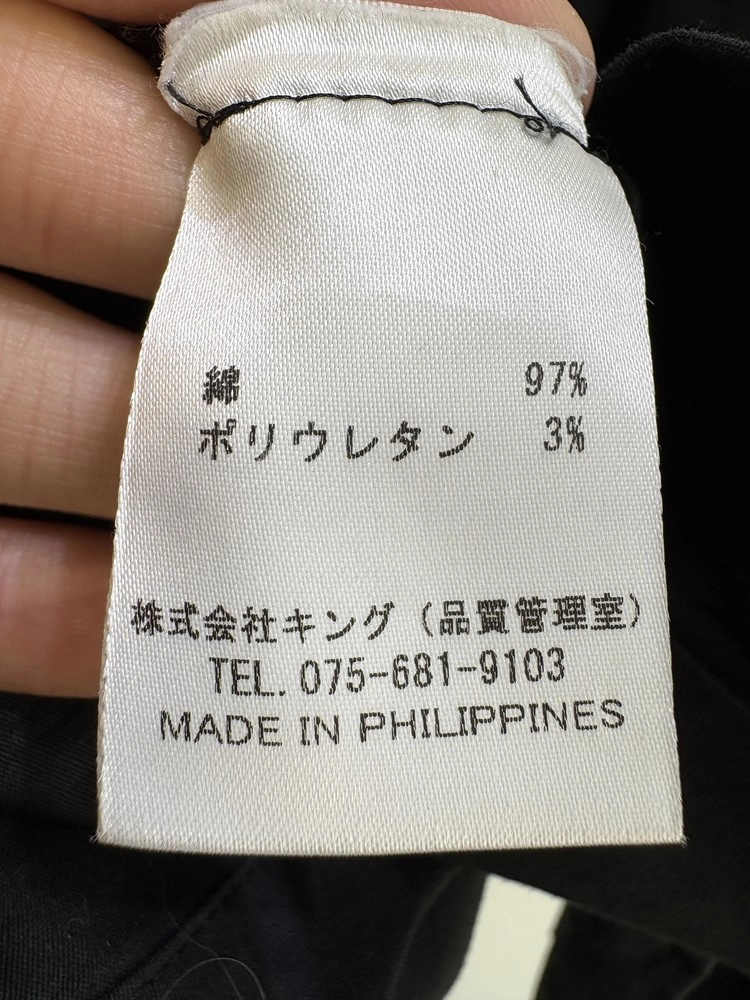 綿 97%
ポリウレタン 3%
株式会社キング（品質管理室）
TEL. 075-681-9103
MADE IN PHILIPPINES